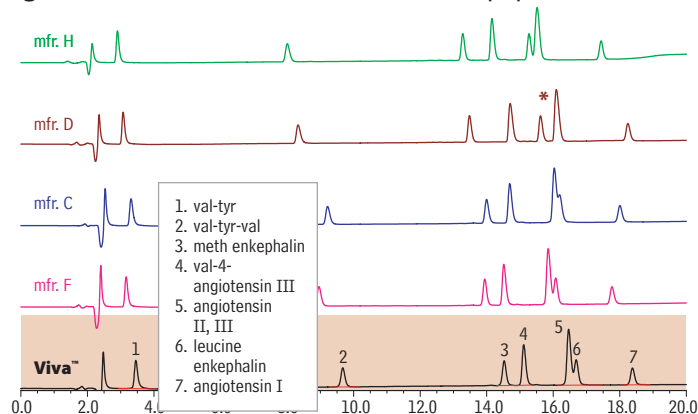 mfr. H
mfr. D
*
mfr. C
mfr. F
1. val-tyr
2. val-tyr-val
3. meth enkephalin
4. val-4-
angiotensin III
5. angiotensin
II, III
6. leucine
enkephalin
7. angiotensin I
Viva™
1
2
3
4
5
6
7
0.0 2.0 4.0 10.0 12.0 14.0 16.0 18.0 20.0